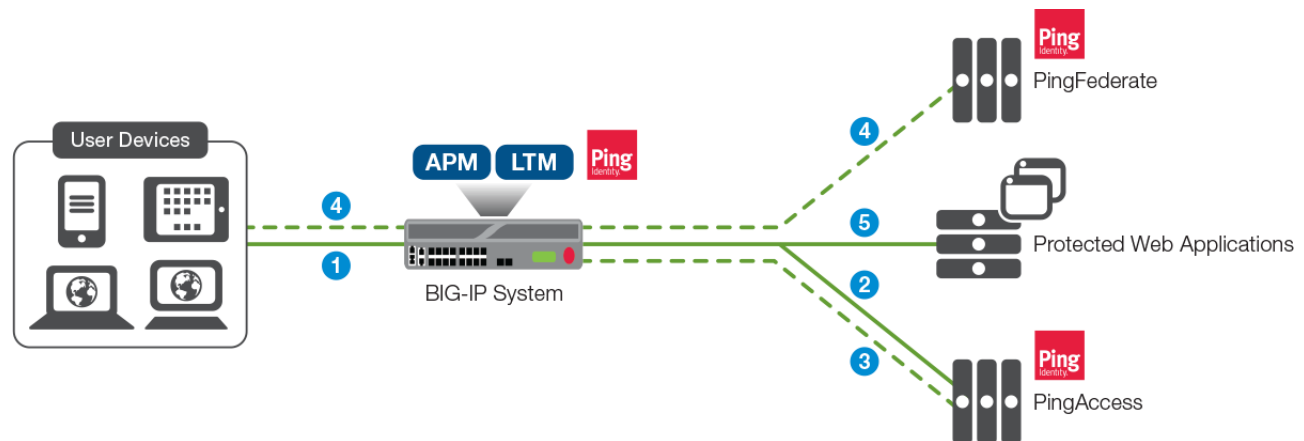 User Devices
4
1
APM
LTM
Ping
Identity.
BIG-IP System
4
5
2
3
Ping
Identity.
PingFederate
Protected Web Applications
Ping
Identity.
PingAccess